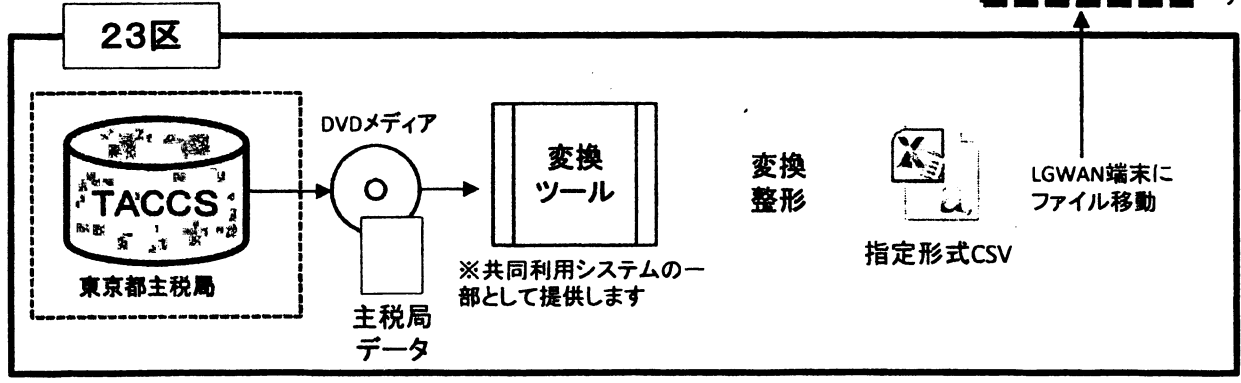 23区
TACCS
東京都主税局
DVDメディア
主税局
データ
変換
ツール
※共同利用システムの一
部として提供します
変換
整形
X
a,
指定形式CSV
LGWAN端末に
ファイル移動